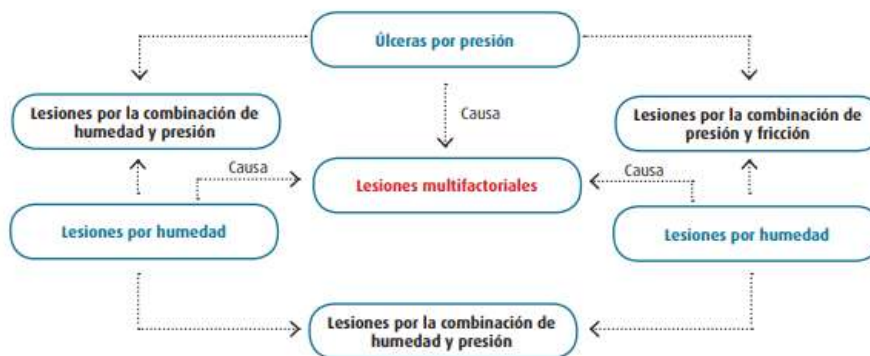 Úlceras por presión
Lesiones por la combinación de
humedad y presión
Causa
Lesiones por la combinación de
presión y fricción
Causa
Lesiones multifactoriales
Causa
Lesiones por humedad
Lesiones por humedad
Lesiones por la combinación de
humedad y presión